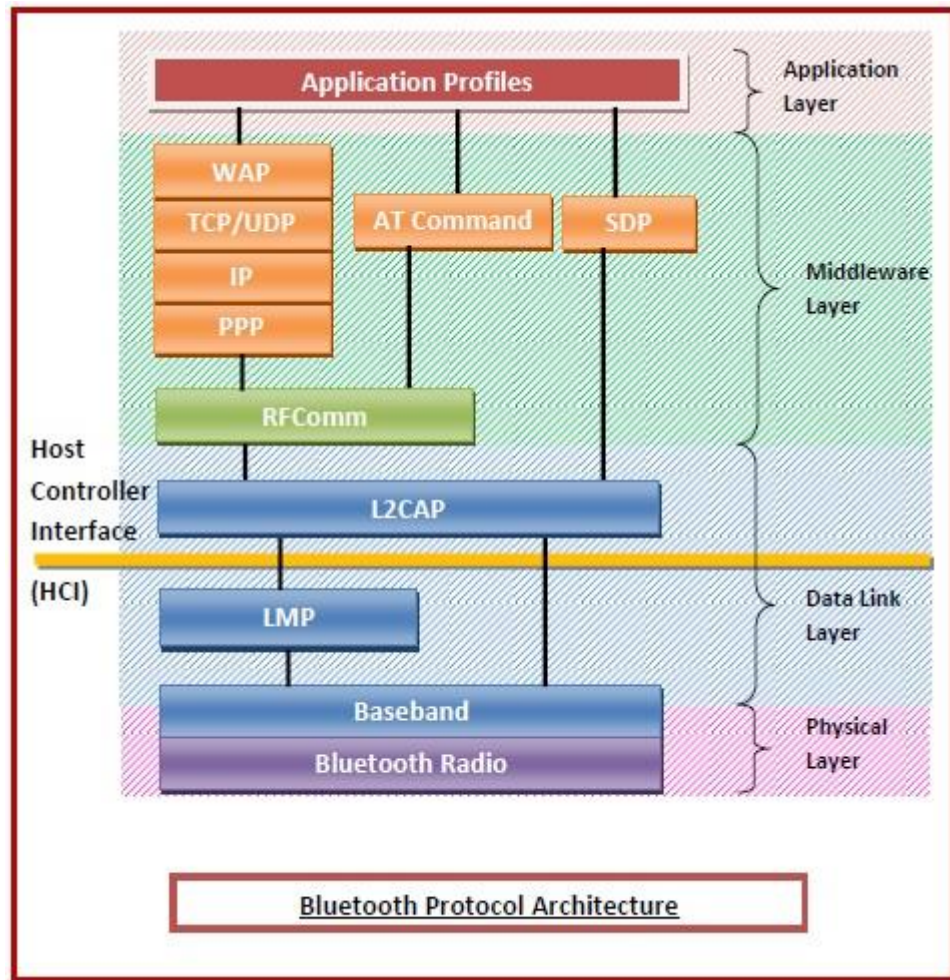 Application Profiles
Application
Layer
WAP
TCP/UDP
AT Command
SDP
IP
PPP
Middleware
Layer
RFComm
Host
Controller
Interface
(HCI)
L2CAP
LMP
Data Link
Layer
Baseband
Bluetooth Radio
Physical
Layer
Bluetooth Protocol Architecture